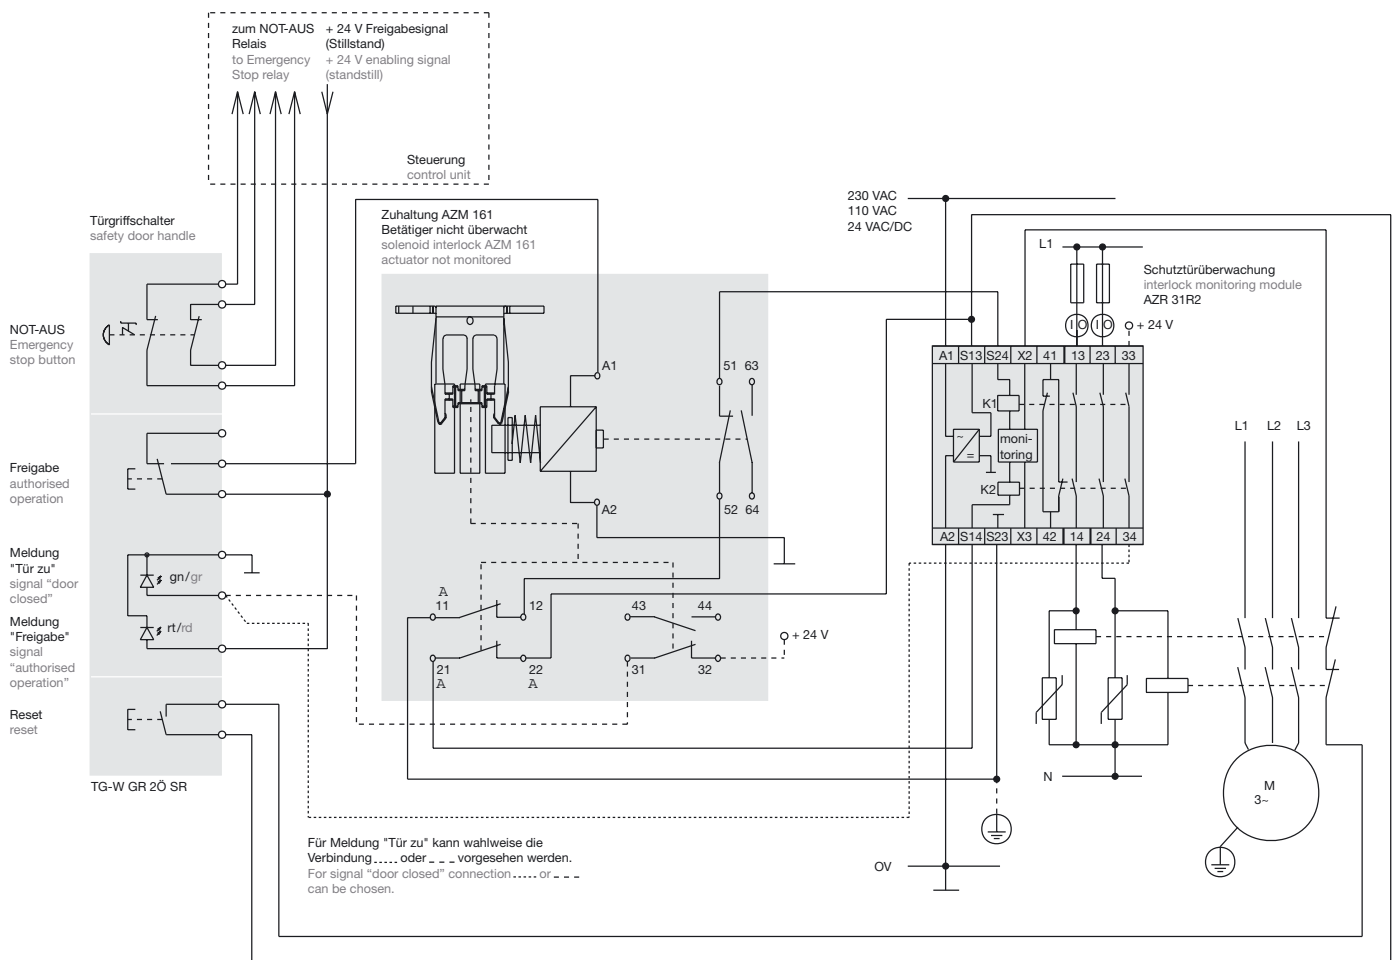 zum NOT-AUS
Relais
to Emergency
Stop relay
+ 24 V Freigabesignal
(Stillstand)
+ 24 V enabling signal
(standstill)
Steuerung
control unit
Türgriffschalter
safety door handle
NOT-AUS
Emergency
stop button
Freigabe
authorised
operation
Meldung
"Tür zu"
signal “door
closed”
Meldung
"Freigabe"
signal
“authorised
operation”
gn/gr
rt/rd
Reset
reset
TG-W GR 2Ö SR
Zuhaltung AZM 161
Betätiger nicht überwacht
solenoid interlock AZM 161
actuator not monitored
A1
A2
51 63
52 64
A
11 12
43 44
21 22
A A
31 32
+ 24 V
230 VAC
110 VAC
24 VAC/DC
L1
Schutztürüberwachung
interlock monitoring module
AZR 31R2
I O I O
+ 24 V
A1 S13 S24 X2 41 13 23 33
K1
~
=
moni-
toring
K2
A2 S14 S23 X3 42 14 24 34
L1 L2 L3
N
M
3~
OV
Für Meldung "Tür zu" kann wahlweise die
Verbindung ..... oder _ _ _ vorgesehen werden.
For signal “door closed” connection ..... or _ _ _
can be chosen.